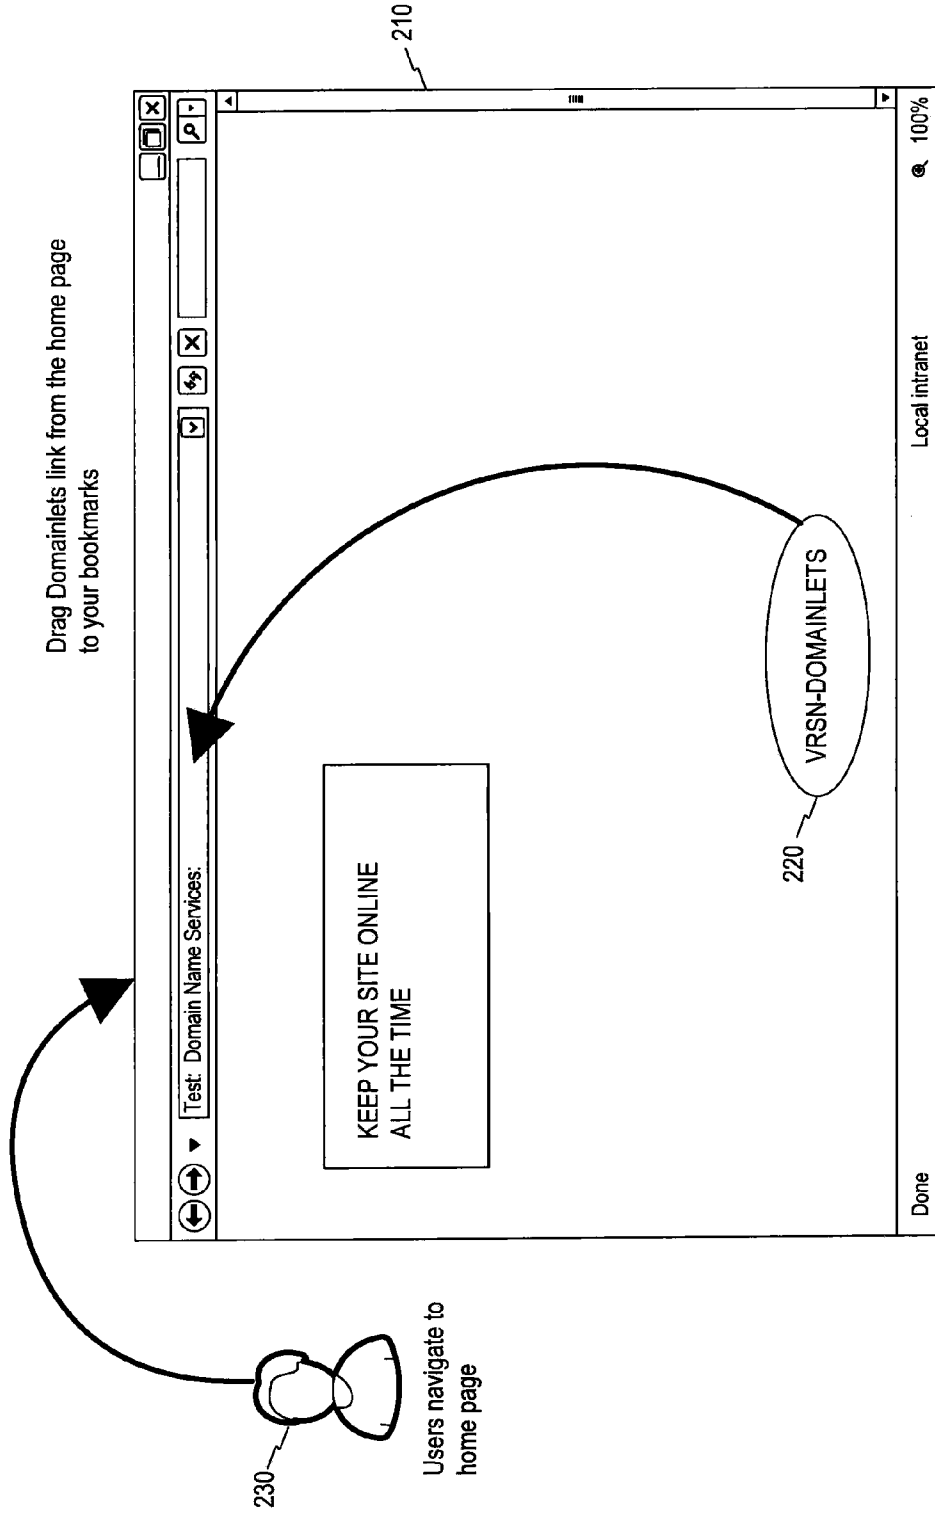 Drag Domainlets link from the home page
to your bookmarks
210
Test: Domain Name Services:
KEEP YOUR SITE ONLINE
ALL THE TIME
VRSN-DOMAINLETS
220
230
Users navigate to
home page
Done
Local intranet
100%